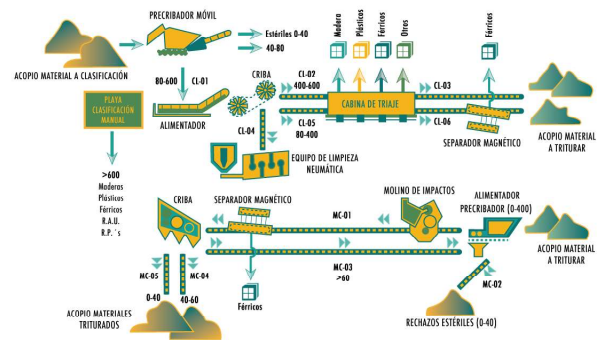 PRECRIBADOR MÓVIL
Estériles 0-40
40-80
ACOPIO MATERIAL A CLASIFICACIÓN
80-600
CL-01
PLAYA
CLASIFICACIÓN
MANUAL
ALIMENTADOR
>600
Maderas
Plásticos
Férricos
R.A.U.
R.P.´s
CRIBA
CL-02
400-600
CL-05
80-400
CL-04
EQUIPO DE LIMPIEZA
NEUMÁTICA
Madera
Plásticos
Férricos
Otros
CABINA DE TRIAJE
CL-03
CL-06
Férricos
SEPARADOR MAGNÉTICO
ACOPIO MATERIAL
A TRITURAR
CRIBA
SEPARADOR MAGNÉTICO
MC-01
MOLINO DE IMPACTOS
ALIMENTADOR
PRECRIBADOR (0-400)
ACOPIO MATERIAL
A TRITURAR
MC-03
>60
MC-02
MC-05
MC-04
0-40
40-60
Férricos
ACOPIO MATERIALES
TRITURADOS
RECHAZOS ESTÉRILES (0-40)